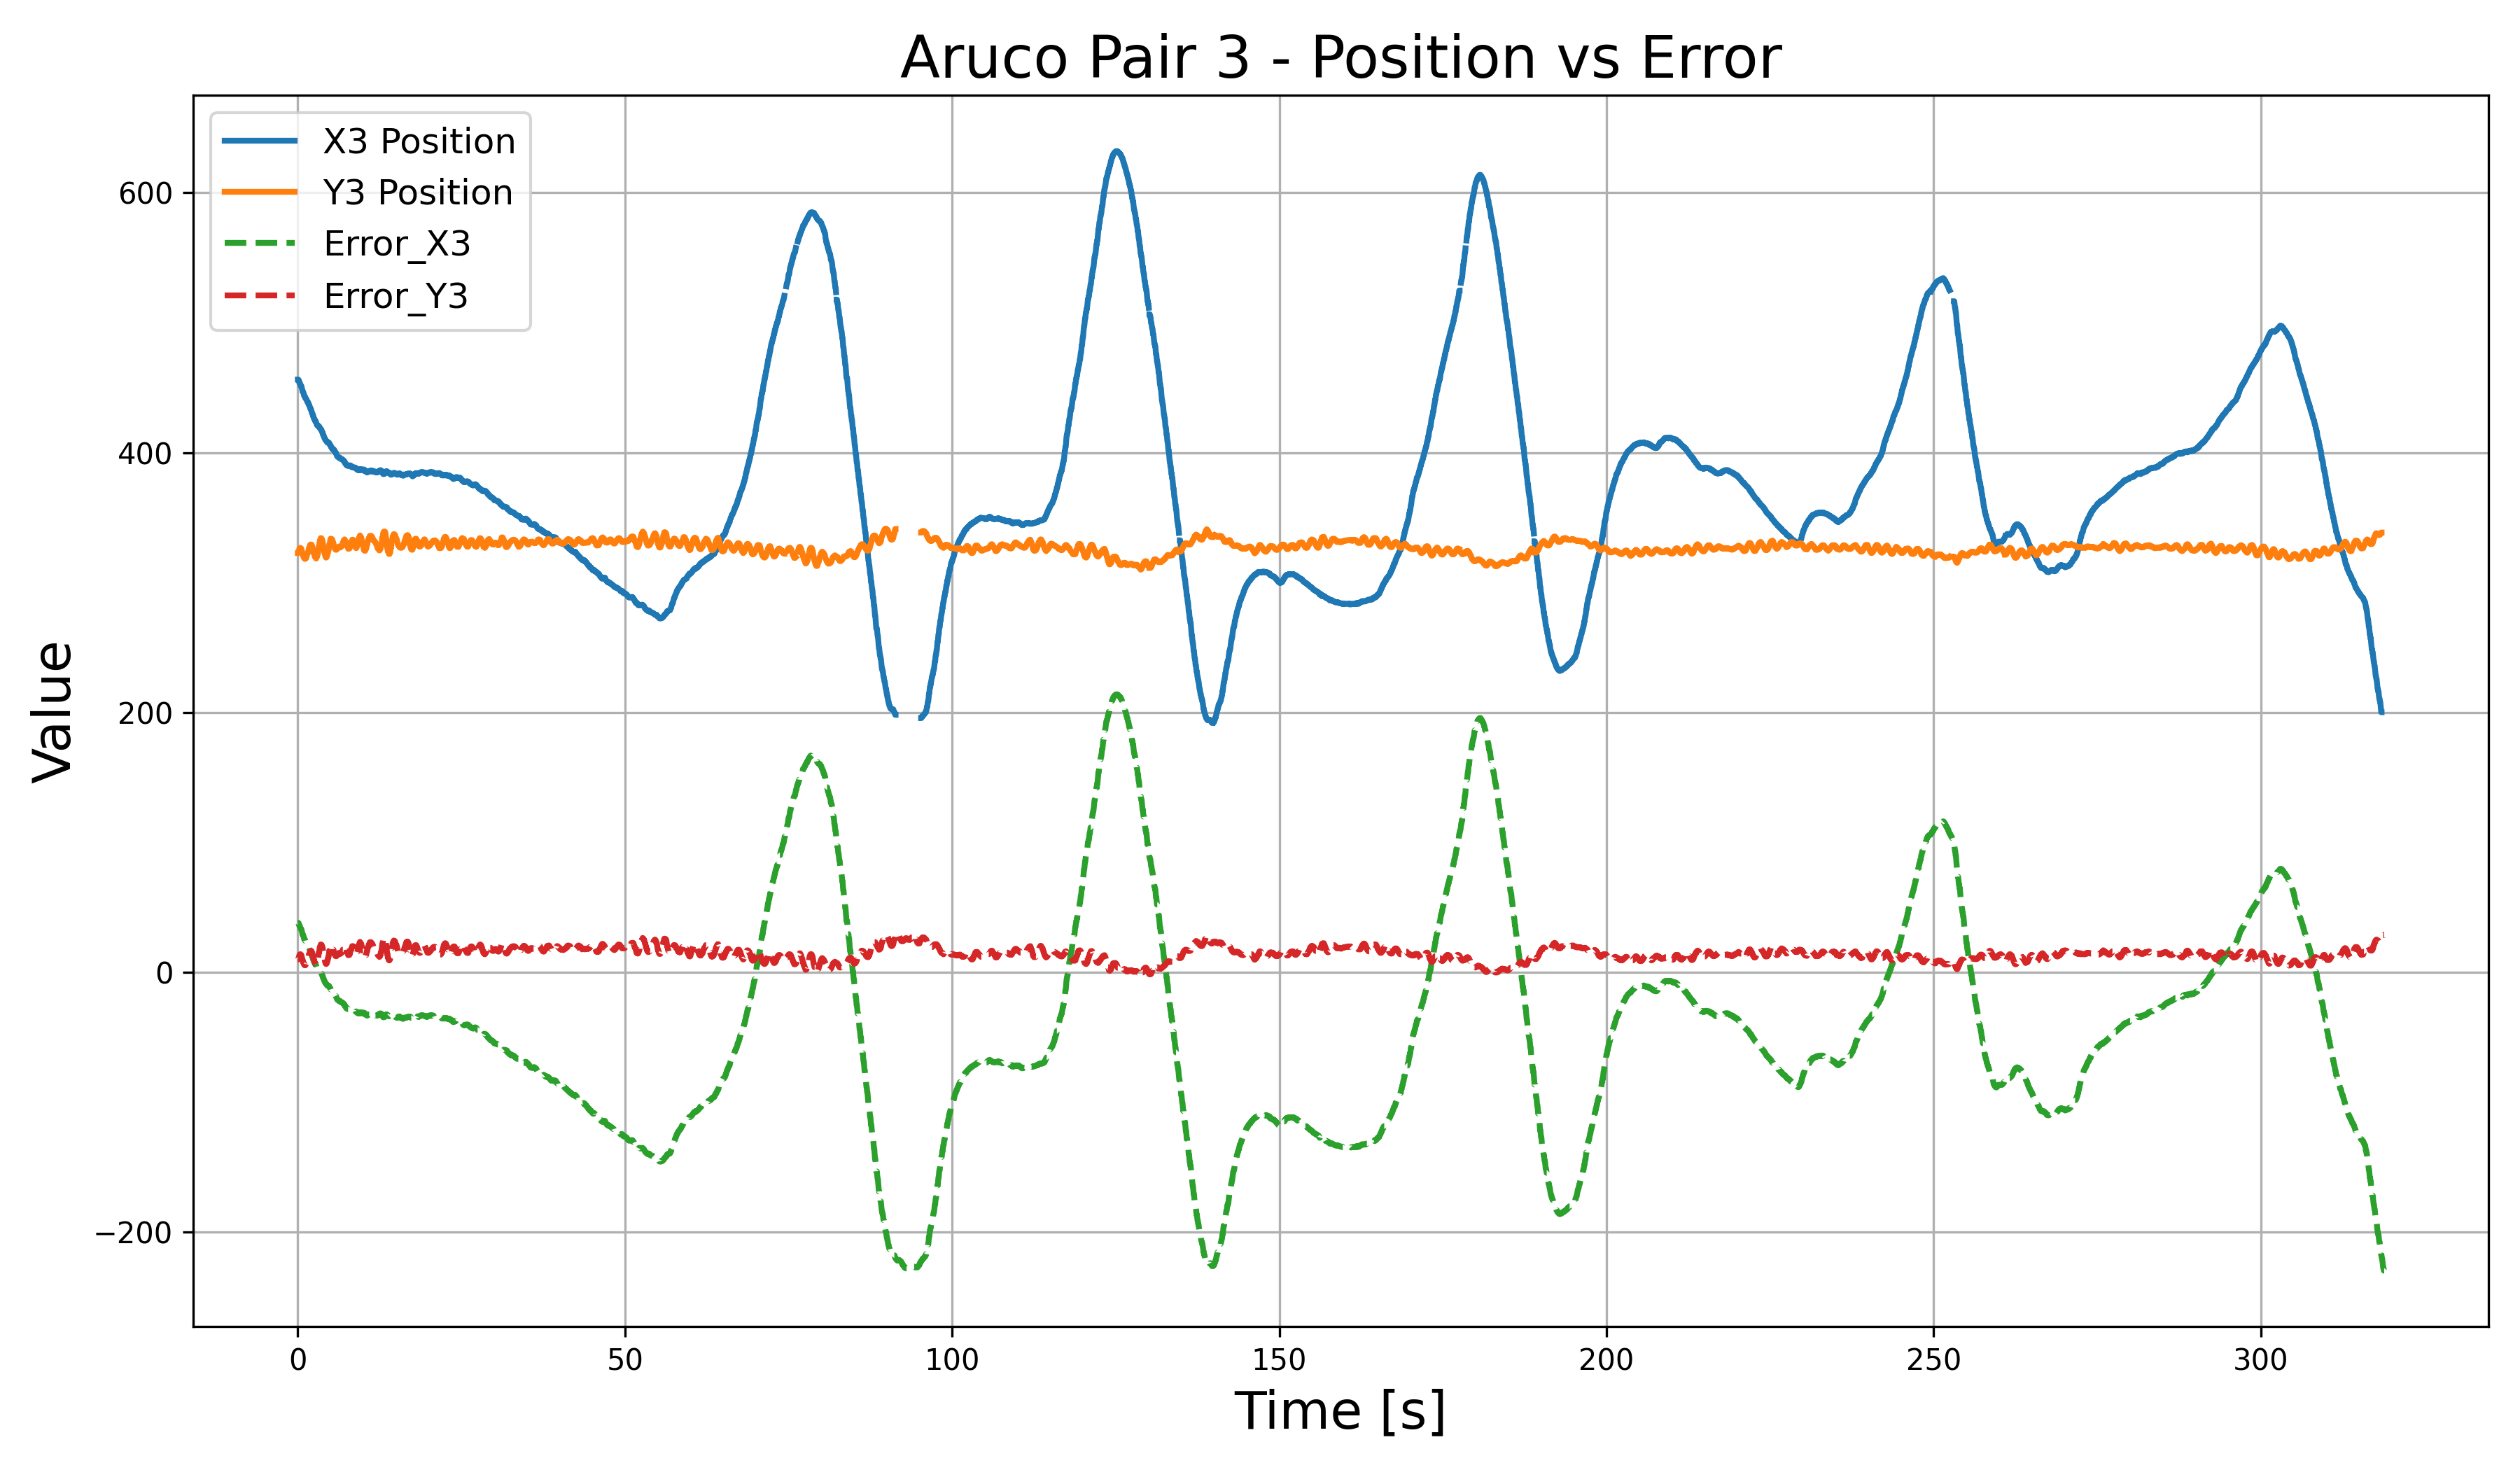 Aruco Pair 3 - Position vs Error
X3 Position
Y3 Position
Error_X3
Error_Y3
600
400
200
0
−200
Value
0 50 100 150 200 250 300
Time [s]